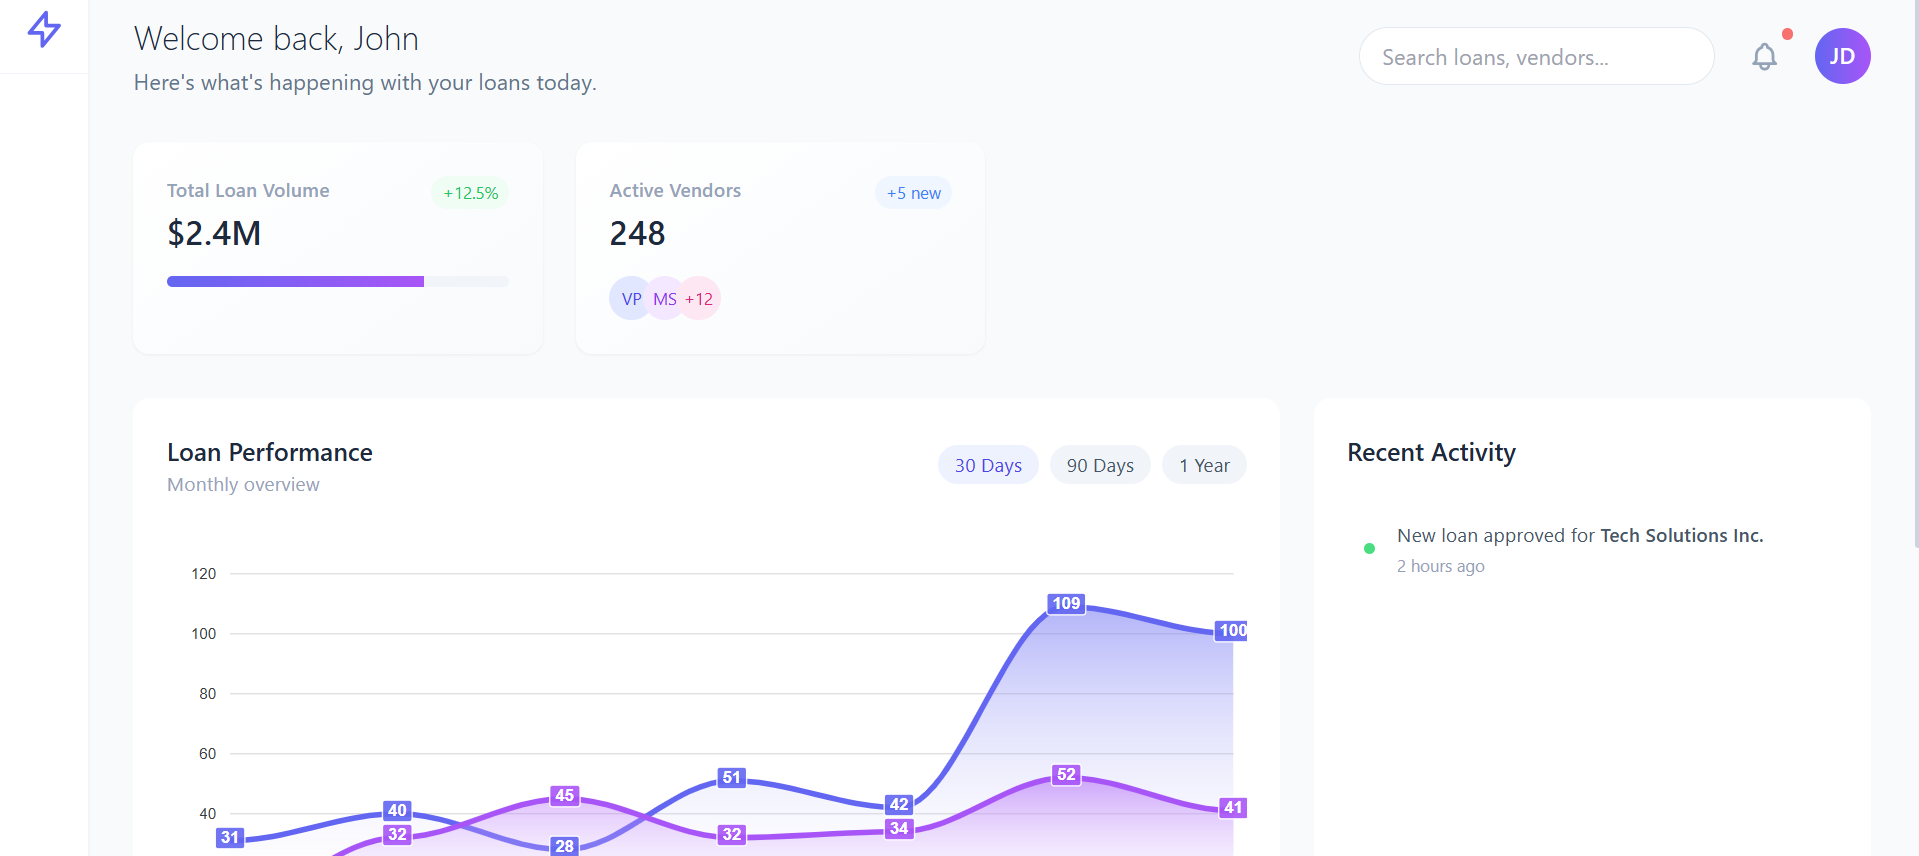 Welcome back, John
Here's what's happening with your loans today.
Search loans, vendors...
JD
Total Loan Volume
+12.5%
$2.4M
Active Vendors
+5 new
248
VP MS +12
Loan Performance
Monthly overview
30 Days 90 Days 1 Year
Recent Activity
New loan approved for Tech Solutions Inc.
2 hours ago
120
100
80
60
40
31
40
28
51
42
109
100
32
45
32
34
52
41